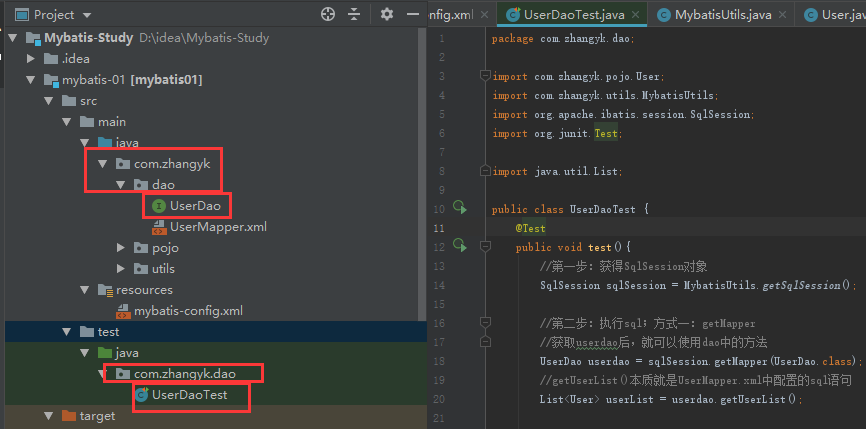 Project
Mybatis-Study D:\idea\Mybatis-Study
.idea
mybatis-01 [mybatis01]
src
main
java
com.zhangyk
dao
UserDao
UserMapper.xml
pojo
utils
resources
mybatis-config.xml
test
java
com.zhangyk.dao
UserDaoTest
target
nfig.xml UserDaoTest.java MybatisUtils.java User.java
1 package com.zhangyk.dao;
2
3 import com.zhangyk.pojo.User;
4 import com.zhangyk.utils.MybatisUtils;
5 import org.apache.ibatis.session.SqlSession;
6 import org.junit.Test;
7
8 import java.util.List;
9
10 public class UserDaoTest {
11 @Test
12 public void test(){
13 //第一步：获得SqlSession对象
14 SqlSession sqlSession = MybatisUtils.getSqlSession();
15
16 //第二步：执行sql；方式一：getMapper
17 //获取userdao后，就可以使用dao中的方法
18 UserDao userdao = sqlSession.getMapper(UserDao.class);
19 //getUserList()本质就是UserMapper.xml中配置的sql语句
20 List<User> userList = userdao.getUserList();